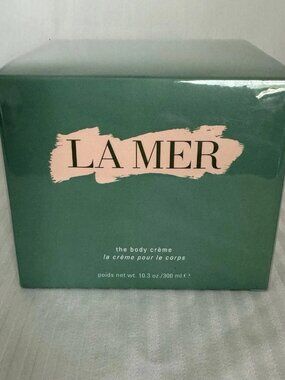 LA MER
the body crème
la crème pour le corps
poids net wt. 10.3 oz./300 ml ℮